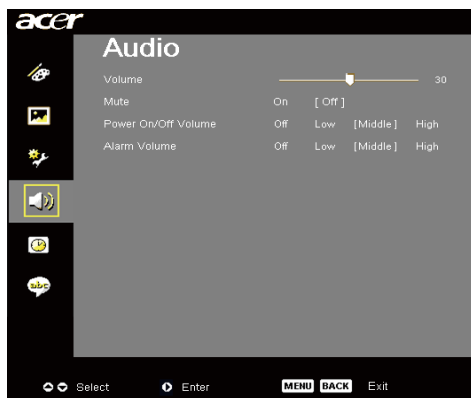 acer
Audio
Volume 30
Mute On [ Off ]
Power On/Off Volume Off Low [Middle] High
Alarm Volume Off Low [Middle] High
abc
Select Enter MENU BACK Exit